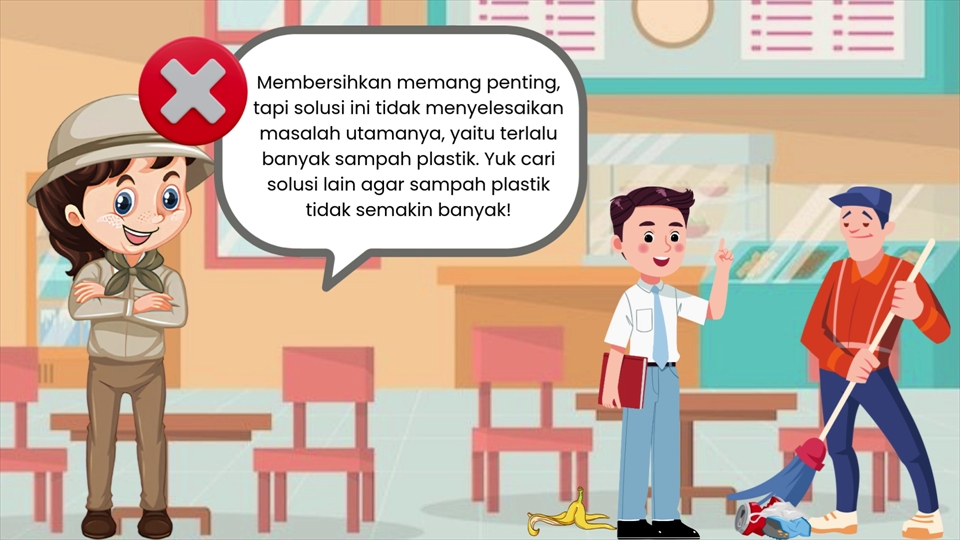 Membersihkan memang penting,
tapi solusi ini tidak menyelesaikan
masalah utamanya, yaitu terlalu
banyak sampah plastik. Yuk cari
solusi lain agar sampah plastik
tidak semakin banyak!